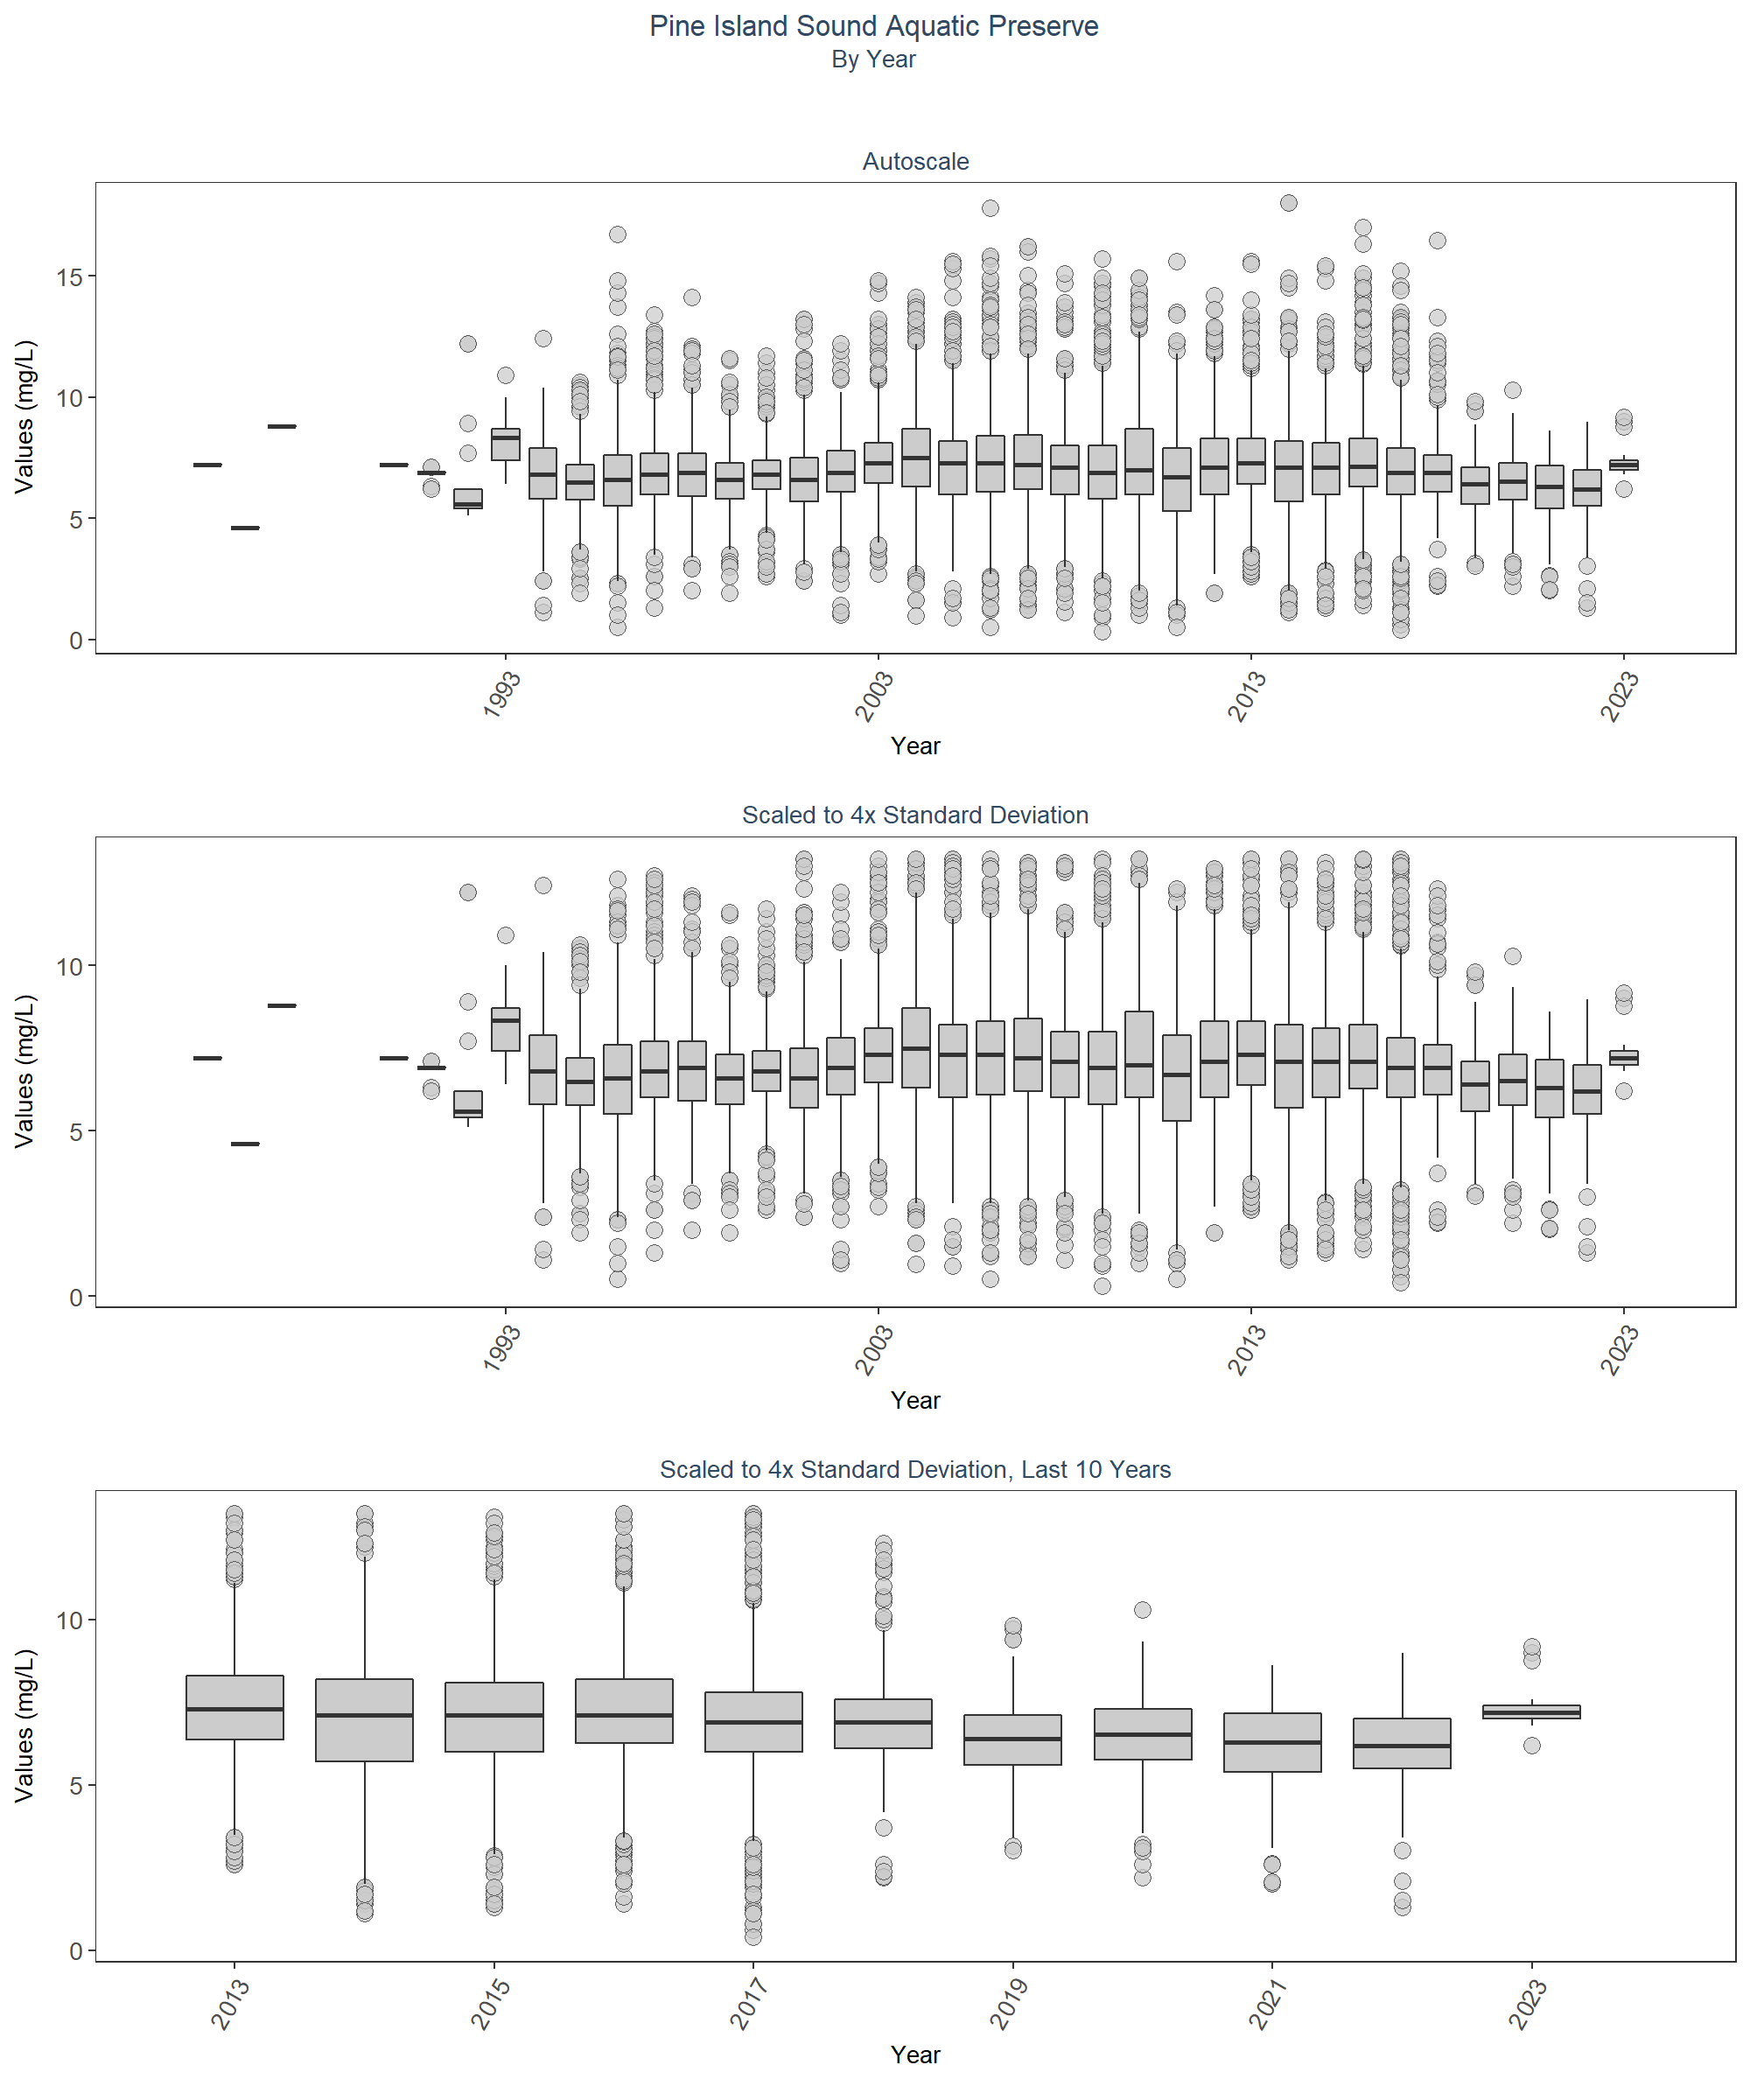 Pine Island Sound Aquatic Preserve
By Year
Autoscale
Values (mg/L)
15
10
5
0
1993
2003
2013
2023
Year
Scaled to 4x Standard Deviation
Values (mg/L)
10
5
0
1993
2003
2013
2023
Year
Scaled to 4x Standard Deviation, Last 10 Years
Values (mg/L)
10
5
0
2013
2015
2017
2019
2021
2023
Year